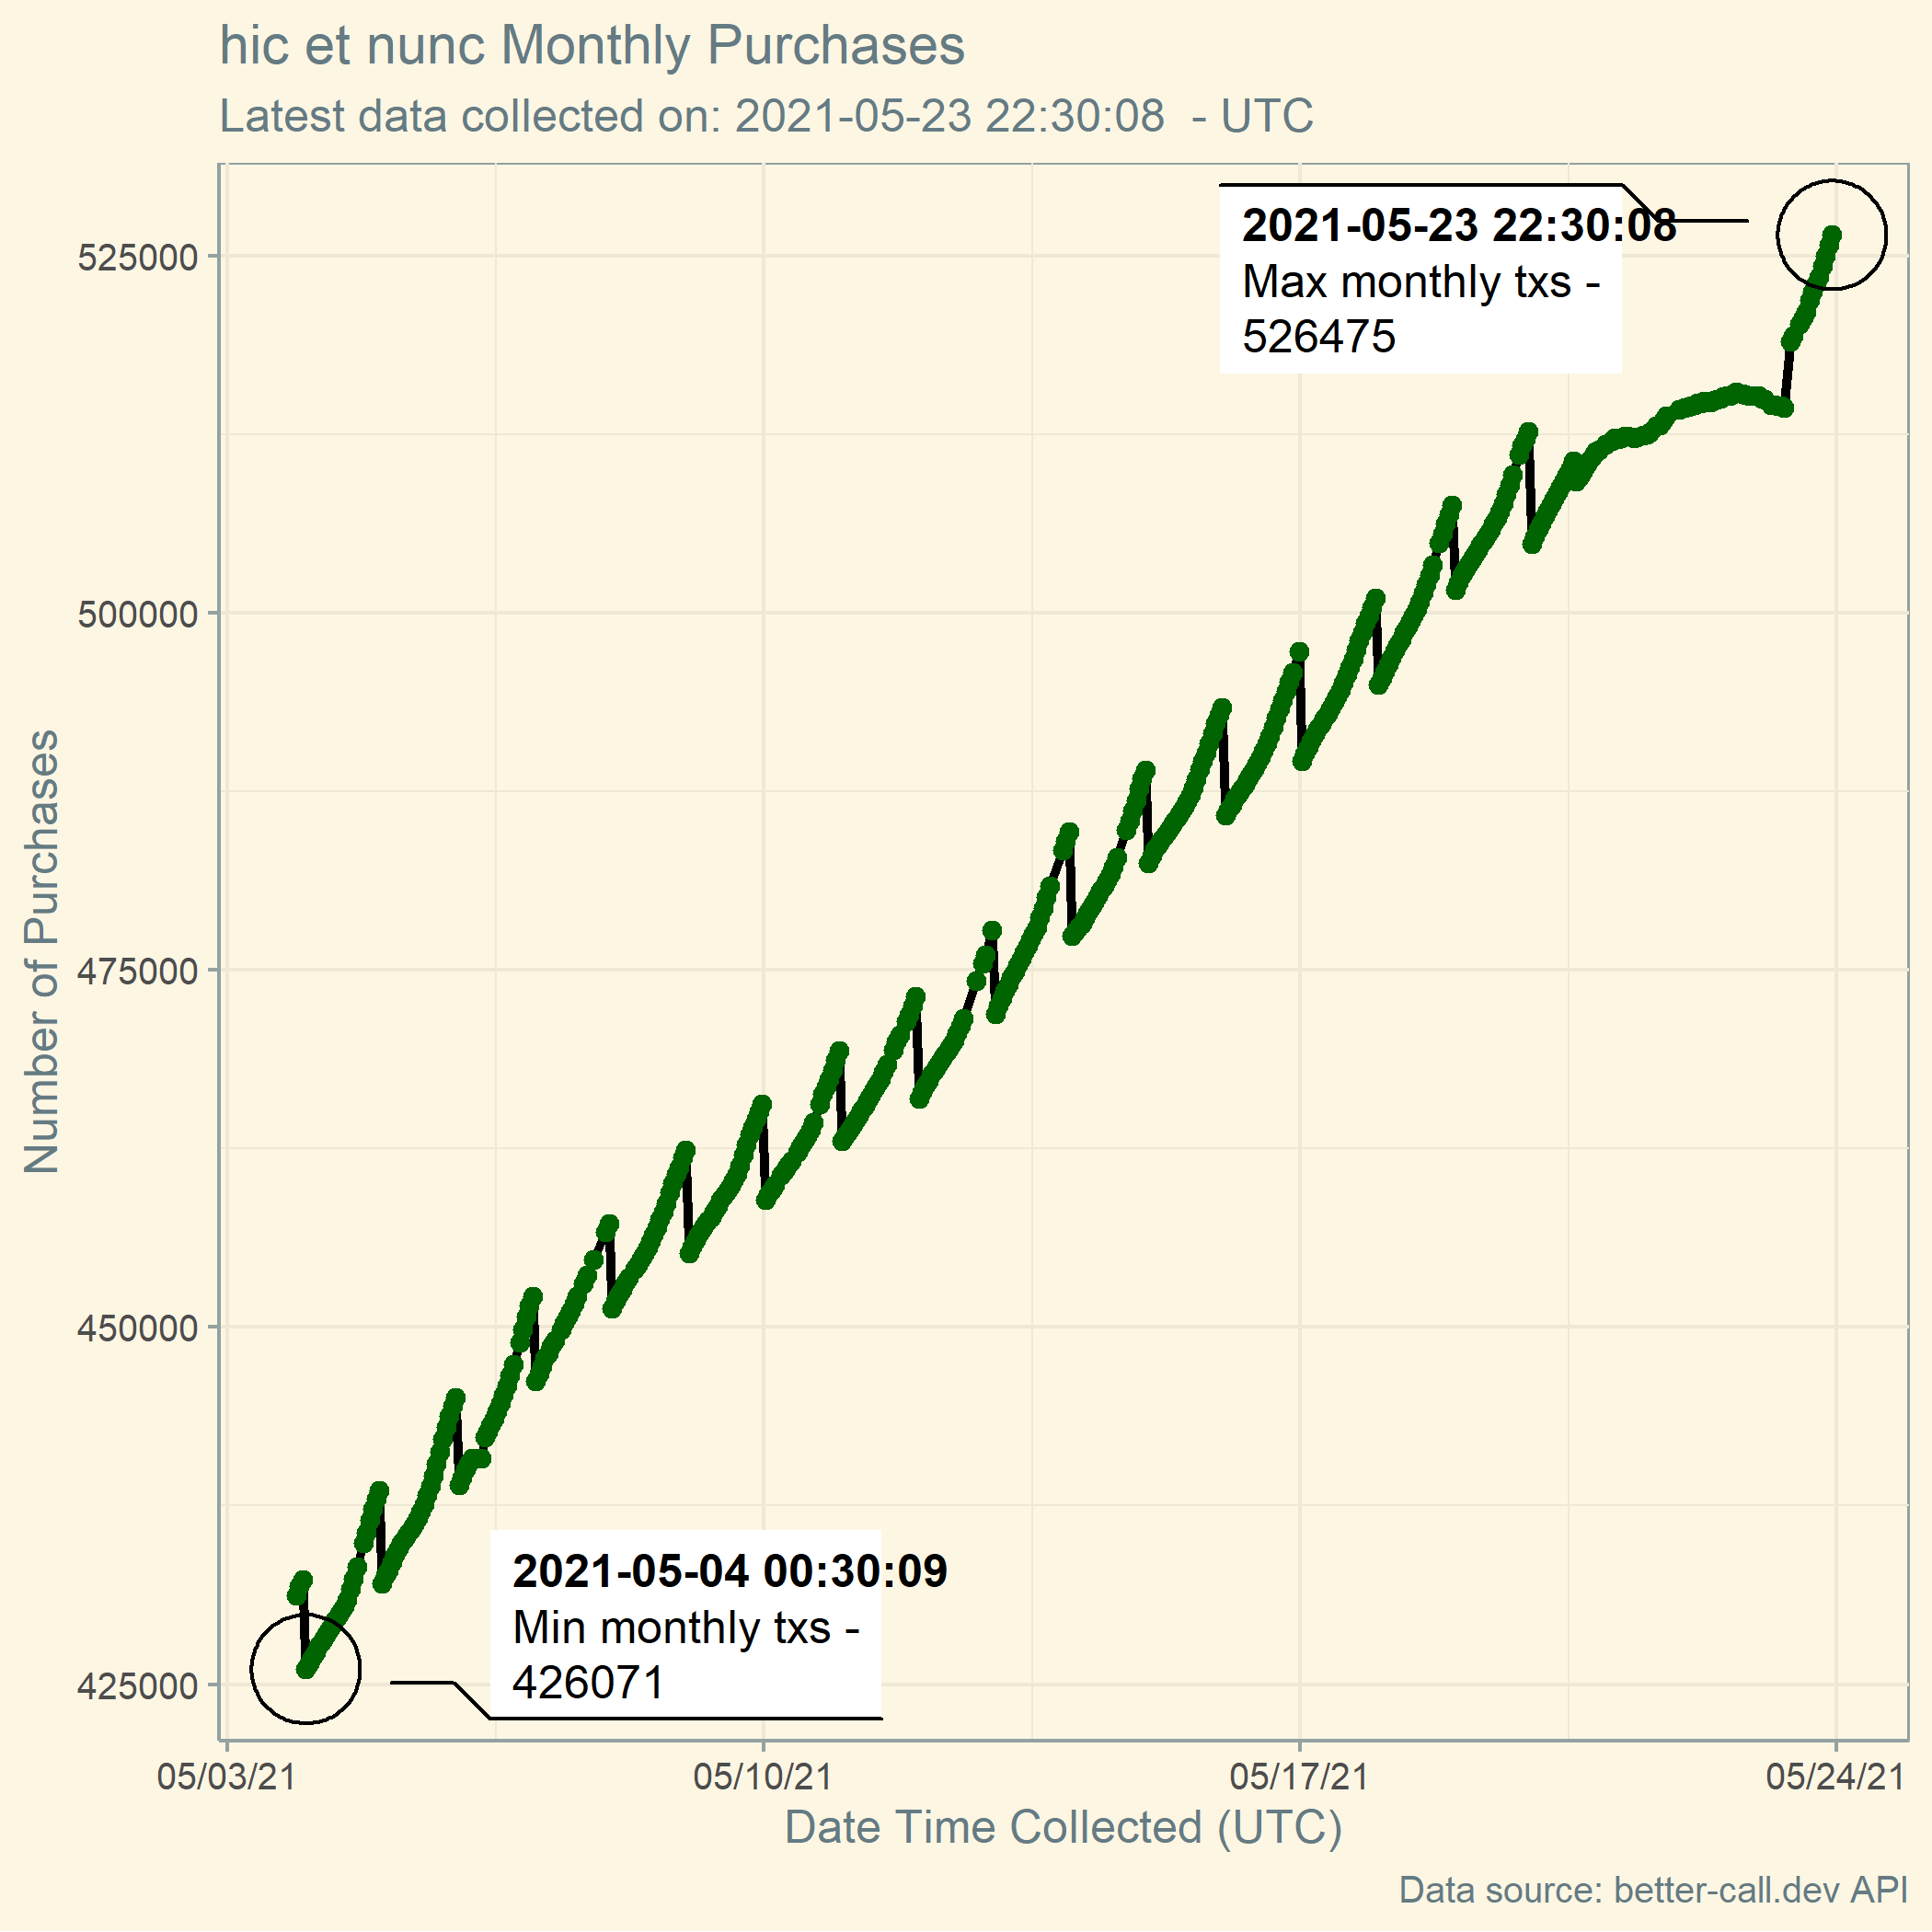 hic et nunc Monthly Purchases
Latest data collected on: 2021-05-23 22:30:08  - UTC
2021-05-23 22:30:08
Max monthly txs -
526475
525000
500000
475000
450000
425000
Number of Purchases
2021-05-04 00:30:09
Min monthly txs -
426071
05/03/21 05/10/21 05/17/21 05/24/21
Date Time Collected (UTC)
Data source: better-call.dev API